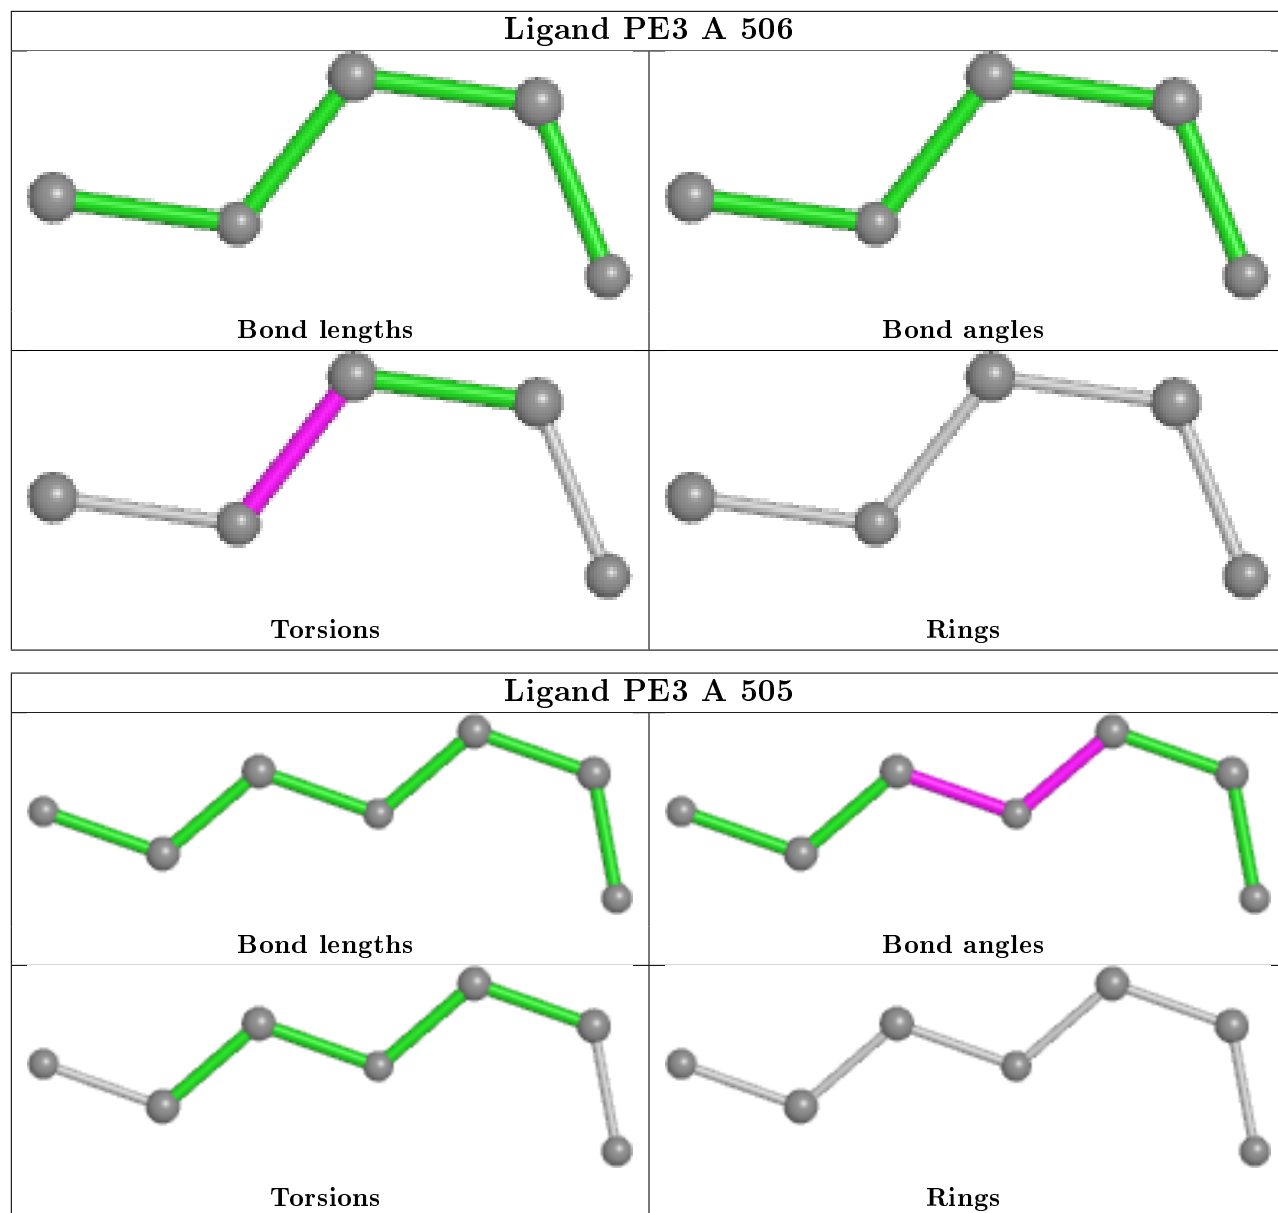 Ligand PE3 A 506
Bond lengths
Bond angles
Torsions
Rings
Ligand PE3 A 505
Bond lengths
Bond angles
Torsions
Rings